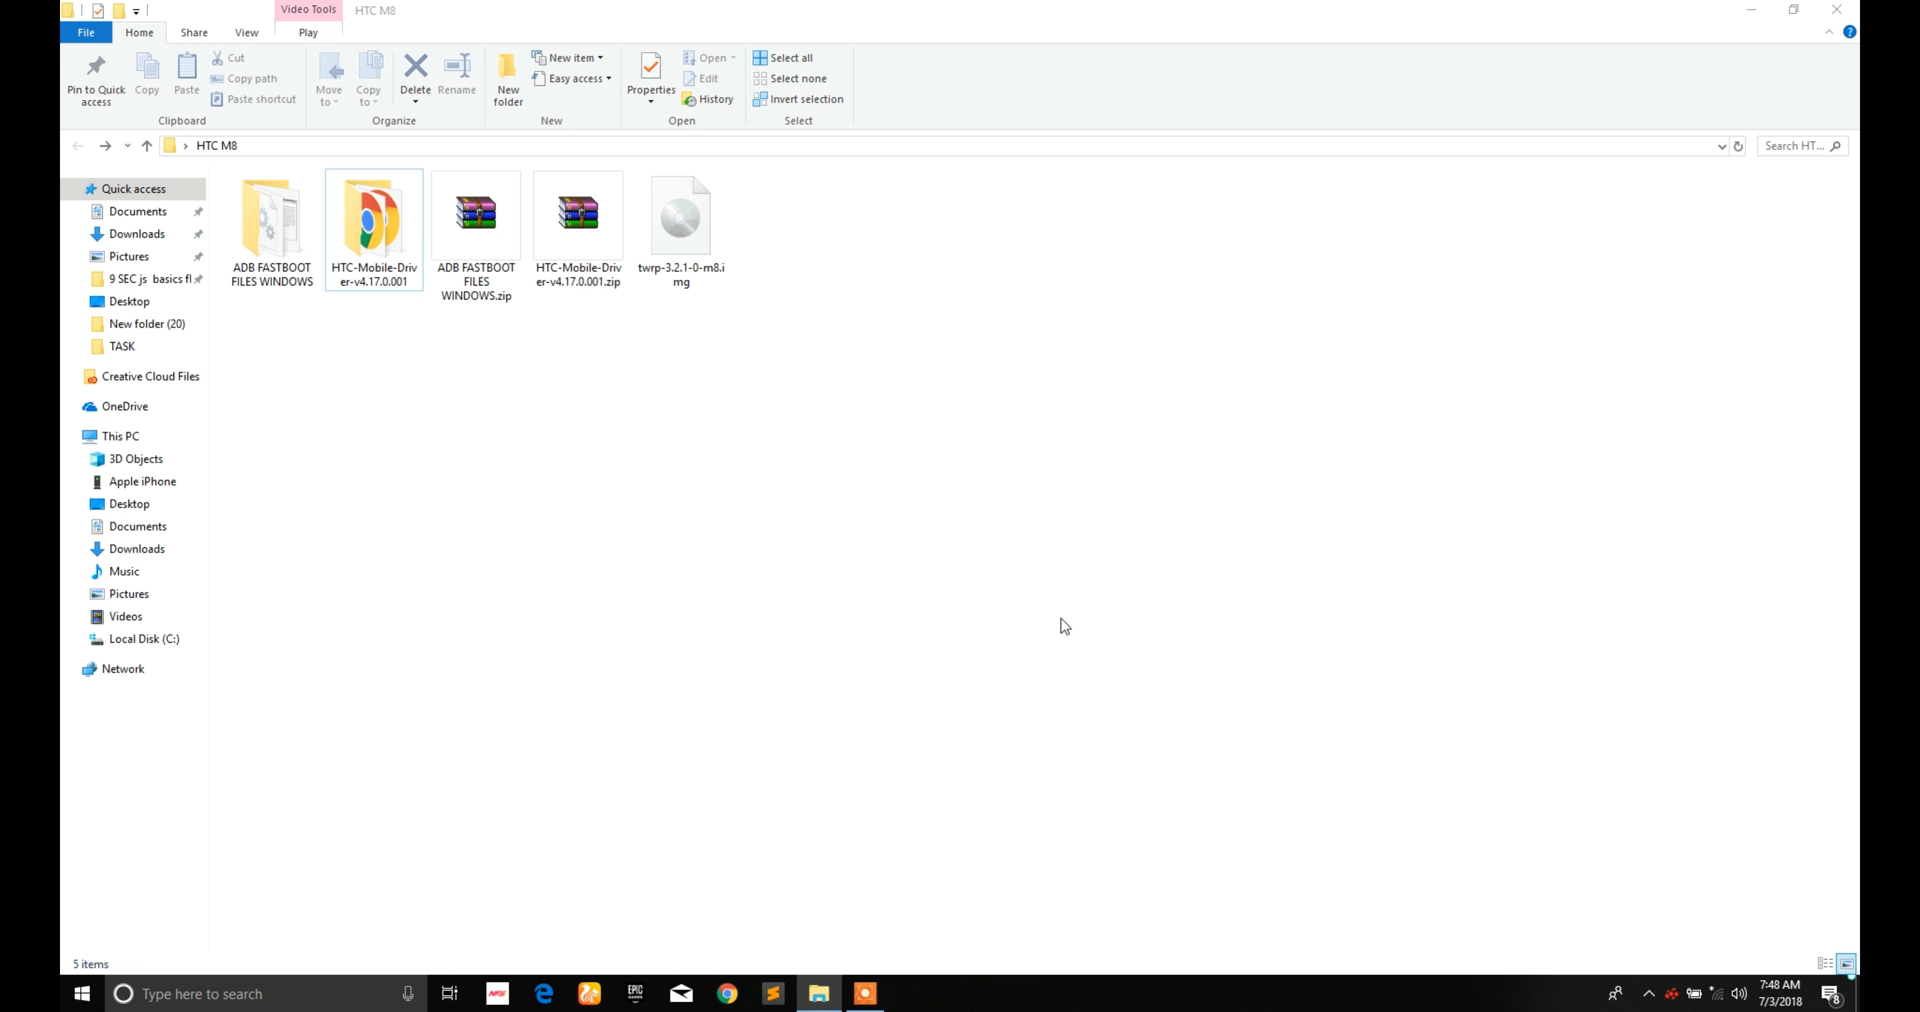 Video Tools
HTC M8
File
Home
Share
View
Play
Pin to Quick
access
Copy
Paste
Cut
Copy path
Paste shortcut
Clipboard
Move
to
Copy
to
Delete
Rename
Organize
New
folder
New item
Easy access
New
Properties
Open
Edit
History
Open
Select all
Select none
Invert selection
Select
HTC M8
Search HT...
Quick access
Documents
Downloads
Pictures
9 SEC js basics fl
Desktop
New folder (20)
TASK
Creative Cloud Files
OneDrive
This PC
3D Objects
Apple iPhone
Desktop
Documents
Downloads
Music
Pictures
Videos
Local Disk (C:)
Network
ADB FASTBOOT
FILES WINDOWS
HTC-Mobile-Driv
er-v4.17.0.001
ADB FASTBOOT
FILES
WINDOWS.zip
HTC-Mobile-Driv
er-v4.17.0.001.zip
twrp-3.2.1-0-m8.i
mg
5 items
Type here to search
EPIC
GAMES
7:48 AM
7/3/2018
8